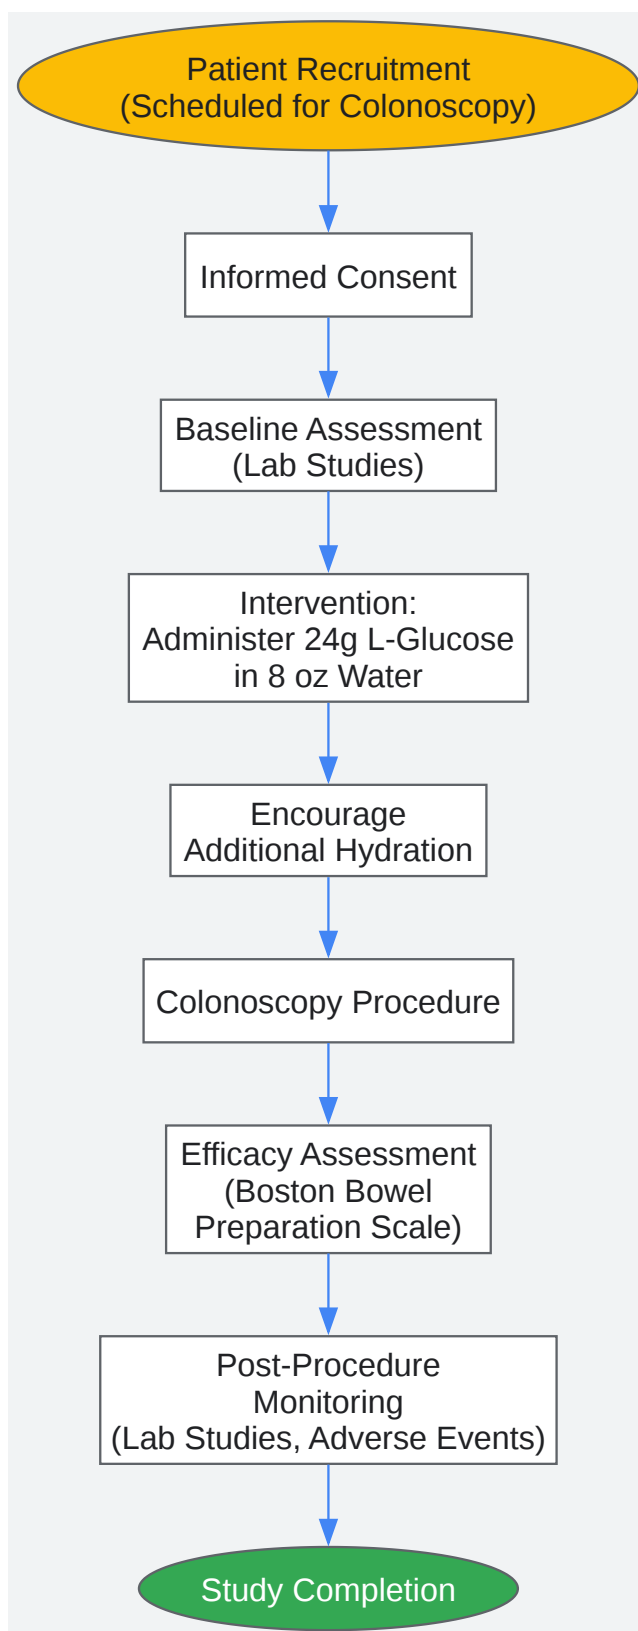 Patient Recruitment
(Scheduled for Colonoscopy)
Informed Consent
Baseline Assessment
(Lab Studies)
Intervention:
Administer 24g L-Glucose
in 8 oz Water
Encourage
Additional Hydration
Colonoscopy Procedure
Efficacy Assessment
(Boston Bowel
Preparation Scale)
Post-Procedure
Monitoring
(Lab Studies, Adverse Events)
Study Completion